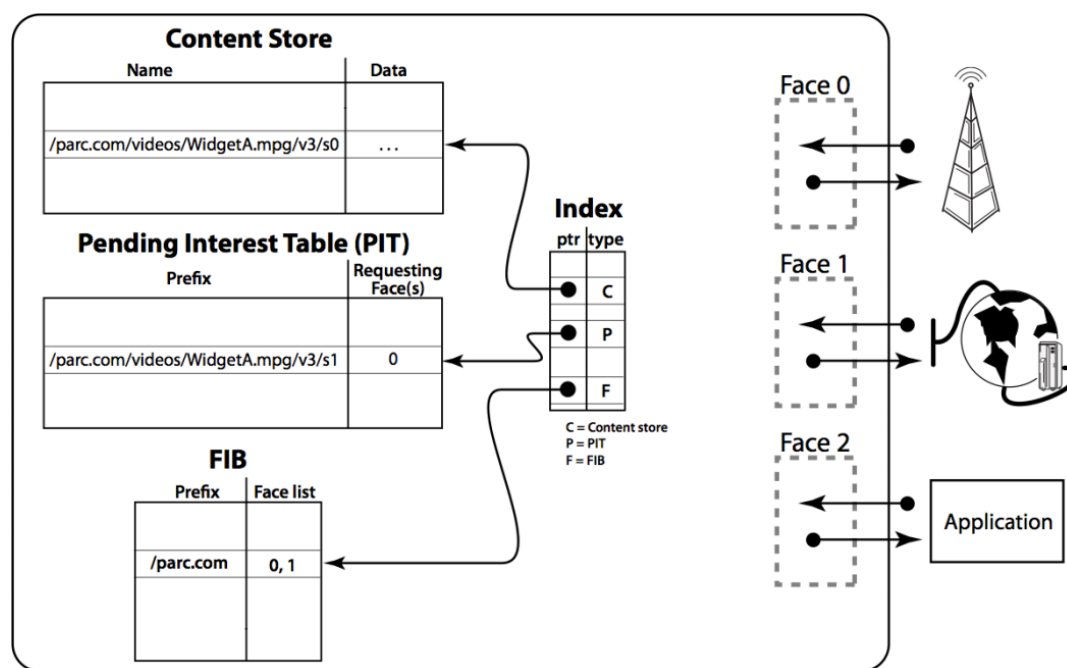 Content Store
Name Data
/parc.com/videos/WidgetA.mpg/v3/s0 ...
Pending Interest Table (PIT)
Prefix Requesting Face(s)
/parc.com/videos/WidgetA.mpg/v3/s1 0
FIB
Prefix Face list
/parc.com 0, 1
Index
ptr type
C
P
F
C = Content store
P = PIT
F = FIB
Face 0
Face 1
Face 2
Application